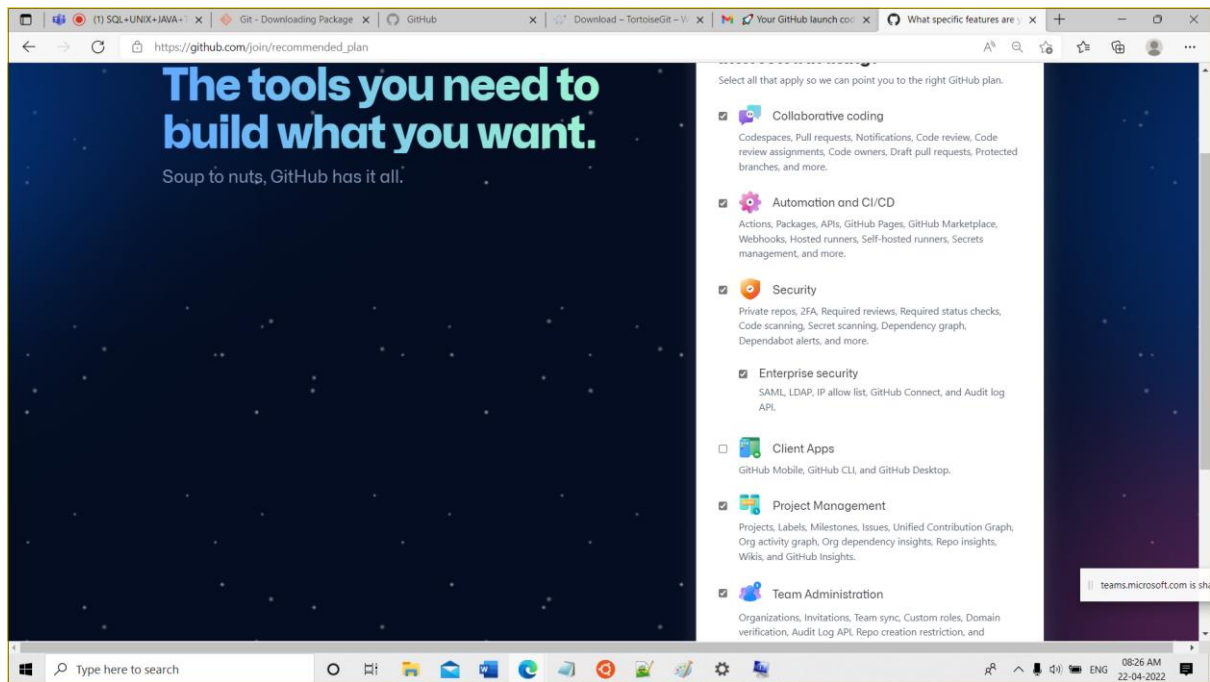 (1) SQL+UNIX+JAVA+T
Git - Downloading Package
GitHub
Download – TortoiseGit – W
Your GitHub launch cod
What specific features are y
https://github.com/join/recommended_plan
The tools you need to
build what you want.
Soup to nuts, GitHub has it all.
Select all that apply so we can point you to the right GitHub plan.
Collaborative coding
Codespaces, Pull requests, Notifications, Code review, Code
review assignments, Code owners, Draft pull requests, Protected
branches, and more.
Automation and CI/CD
Actions, Packages, APIs, GitHub Pages, GitHub Marketplace,
Webhooks, Hosted runners, Self-hosted runners, Secrets
management, and more.
Security
Private repos, 2FA, Required reviews, Required status checks,
Code scanning, Secret scanning, Dependency graph,
Dependabot alerts, and more.
Enterprise security
SAML, LDAP, IP allow list, GitHub Connect, and Audit log
API.
Client Apps
GitHub Mobile, GitHub CLI, and GitHub Desktop.
Project Management
Projects, Labels, Milestones, Issues, Unified Contribution Graph,
Org activity graph, Org dependency insights, Repo insights,
Wikis, and GitHub Insights.
Team Administration
Organizations, Invitations, Team sync, Custom roles, Domain
verification, Audit Log API, Repo creation restriction, and
teams.microsoft.com is sha
Type here to search
ENG
08:26 AM
22-04-2022